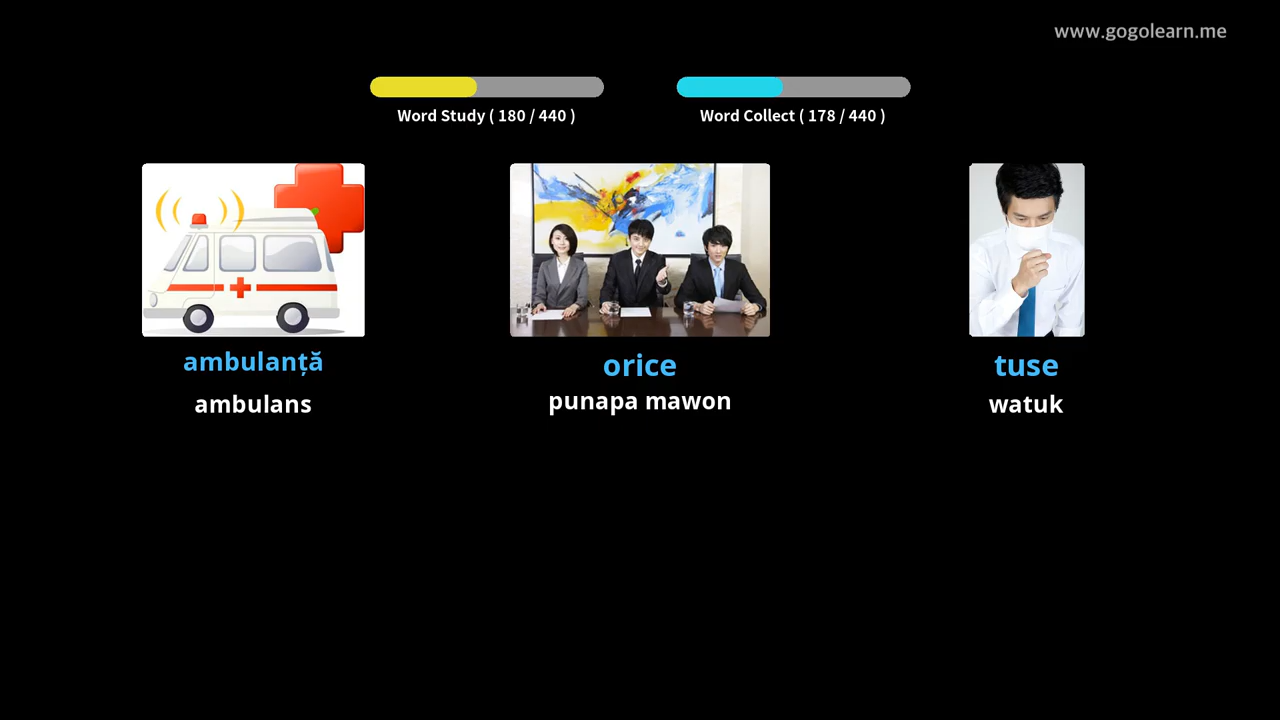 www.gogolearn.me
Word Study ( 180 / 440 )
Word Collect ( 178 / 440 )
ambulanță
orice
tuse
ambulans
punapa mawon
watuk